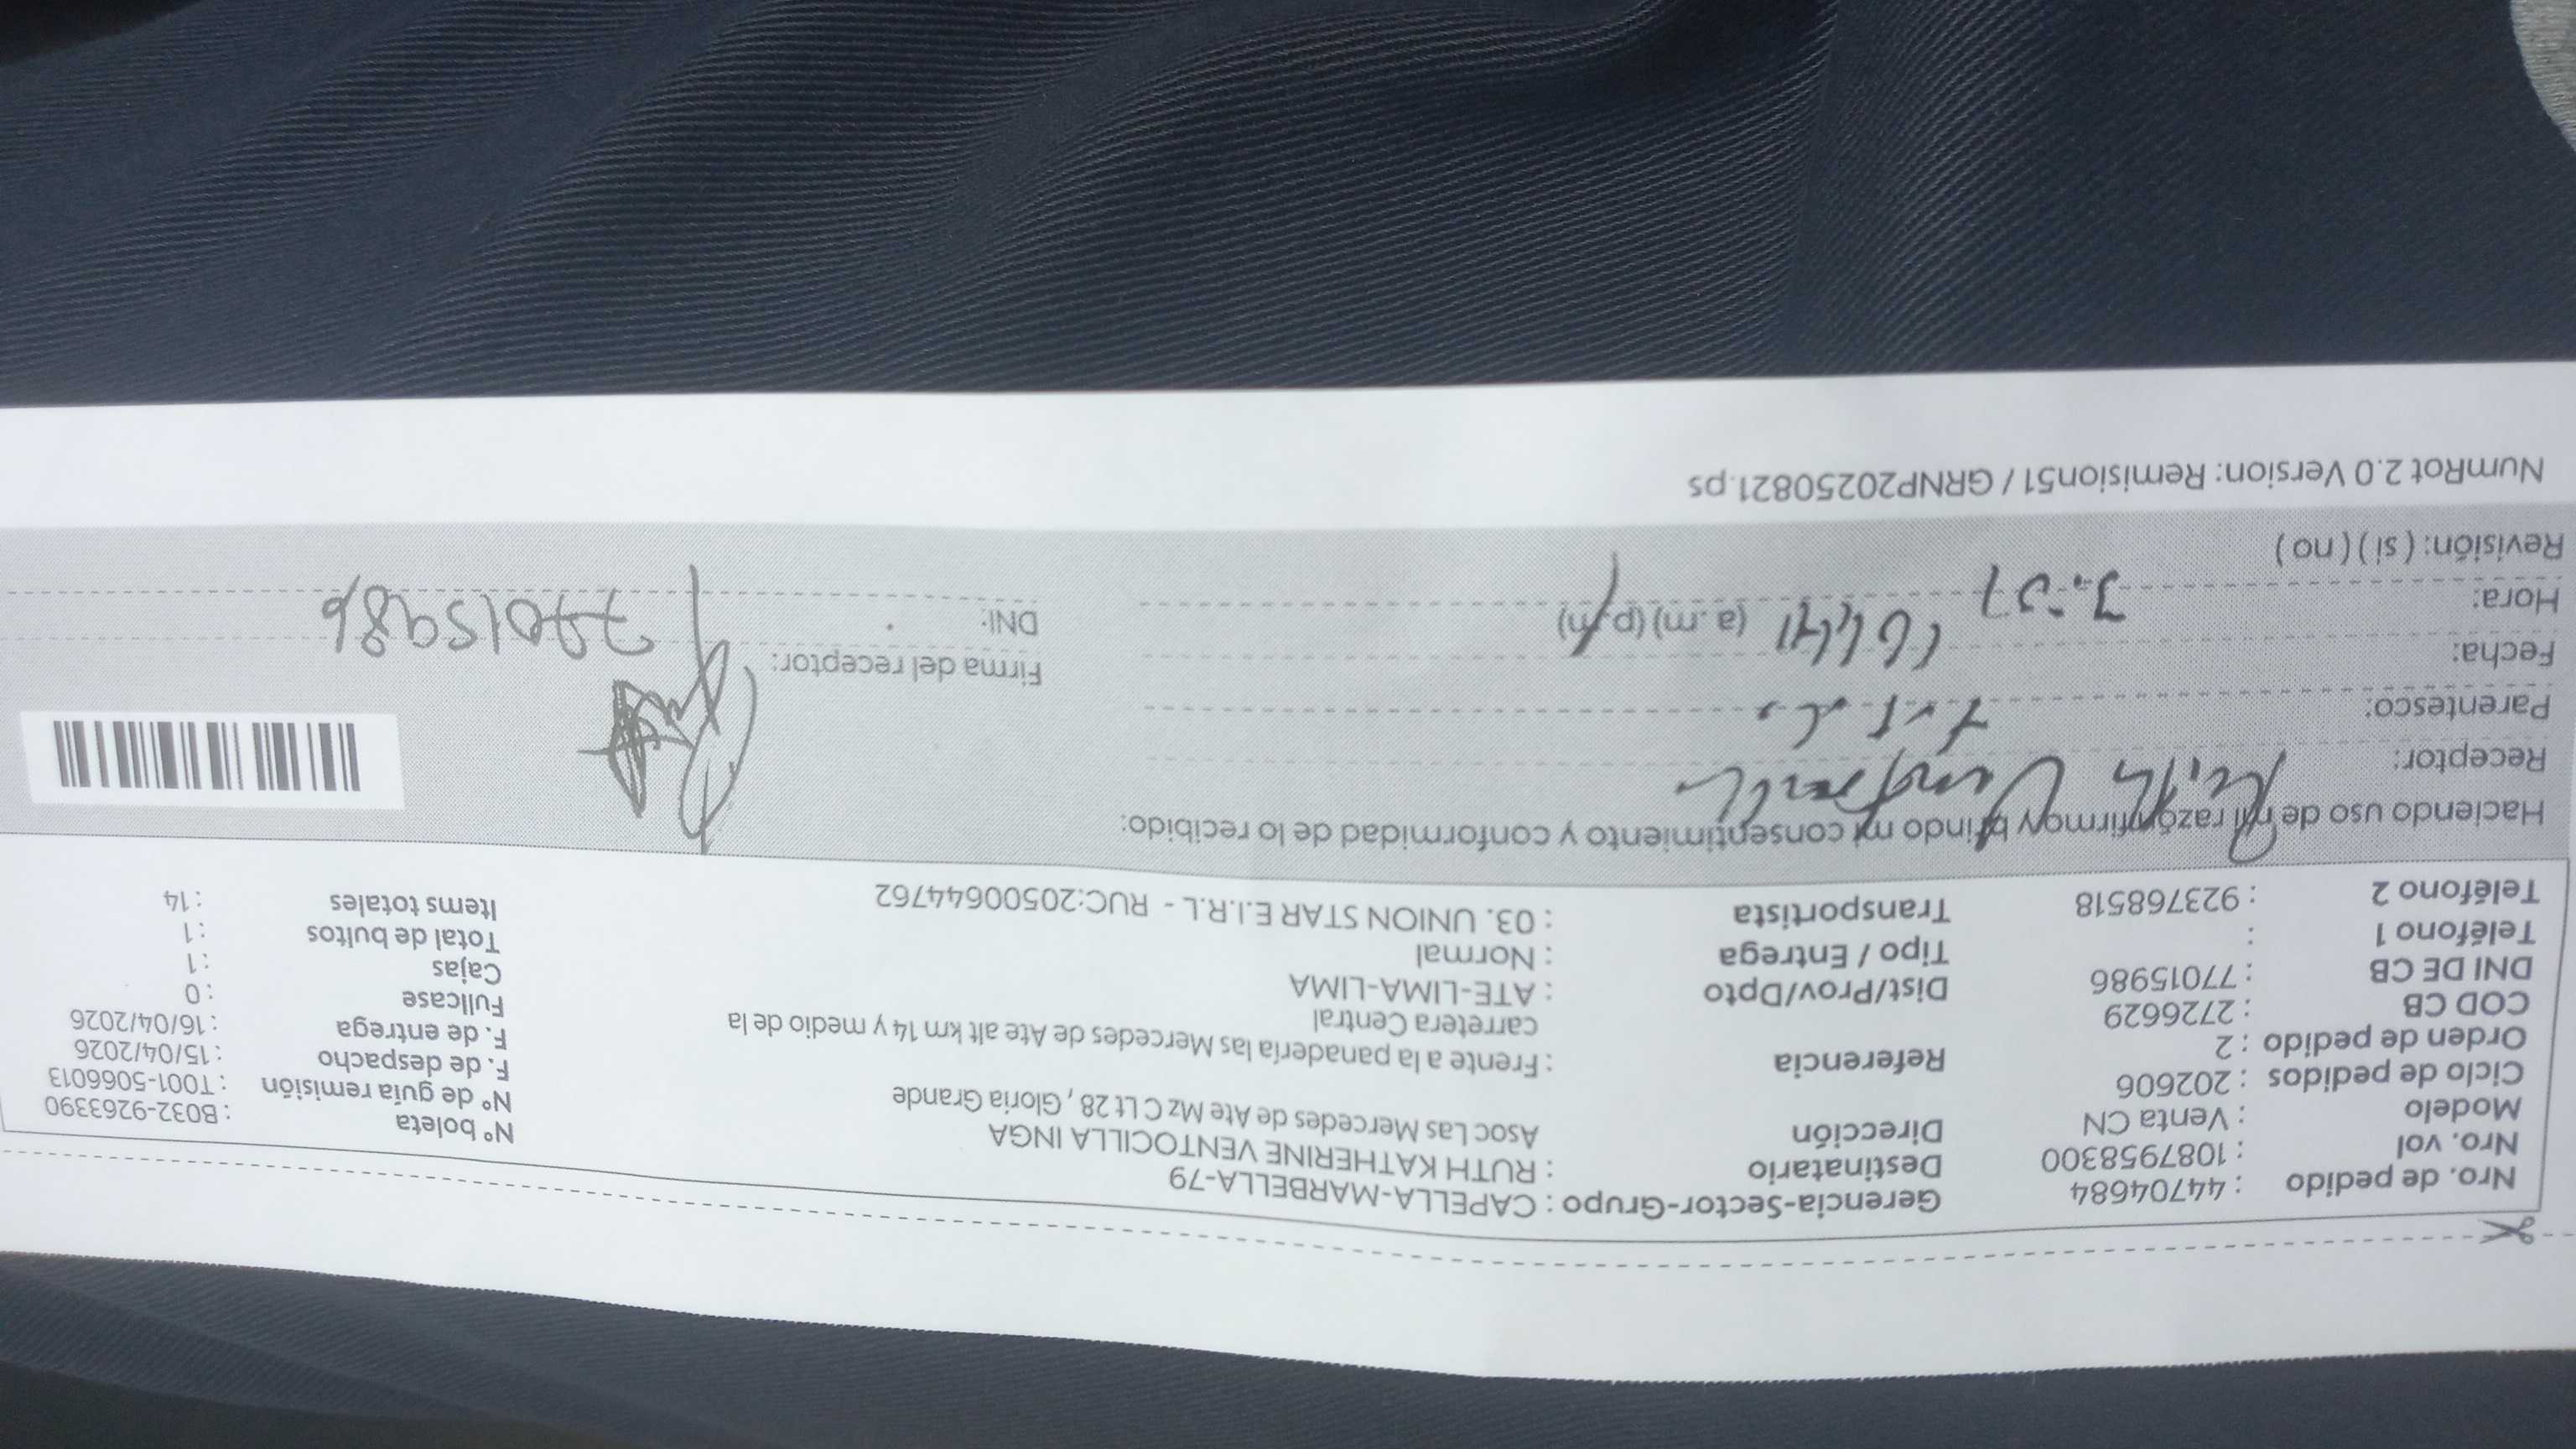 Nro. de pedido : 44704684 Gerencia-Sector-Grupo : CAPELLA-MARBELLA-79
Nro. vol : 1087958300 Destinatario : RUTH KATHERINE VENTOCILLA INGA Nº boleta : B032-9263390
Modelo : Venta CN Dirección Asoc Las Mercedes de Ate Mz C Lt 28 , Gloria Grande Nº de guía remisión : T001-5066013
Ciclo de pedidos : 202606 F. de despacho : 15/04/2026
Orden de pedido : 2 Referencia : Frente a la panadería las Mercedes de Ate alt km 14 y medio de la F. de entrega : 16/04/2026
COD CB : 2726629 carretera Central Fullcase : 0
DNI DE CB : 77015986 Dist/Prov/Dpto : ATE-LIMA-LIMA Cajas : 1
Teléfono 1 : Tipo / Entrega : Normal Total de bultos : 1
Teléfono 2 : 923768518 Transportista : 03. UNION STAR E.I.R.L - RUC:20500644762 Items totales : 14
Haciendo uso de mi razón firmo y brindo mi consentimiento y conformidad de lo recibido:
Receptor: Ruth
Parentesco:
Fecha: Firma del receptor:
Hora: (a.m) (p.m) DNI: 77015986
Revisión: ( si ) ( no )
NumRot 2.0 Version: Remision51 / GRNP20250821.ps